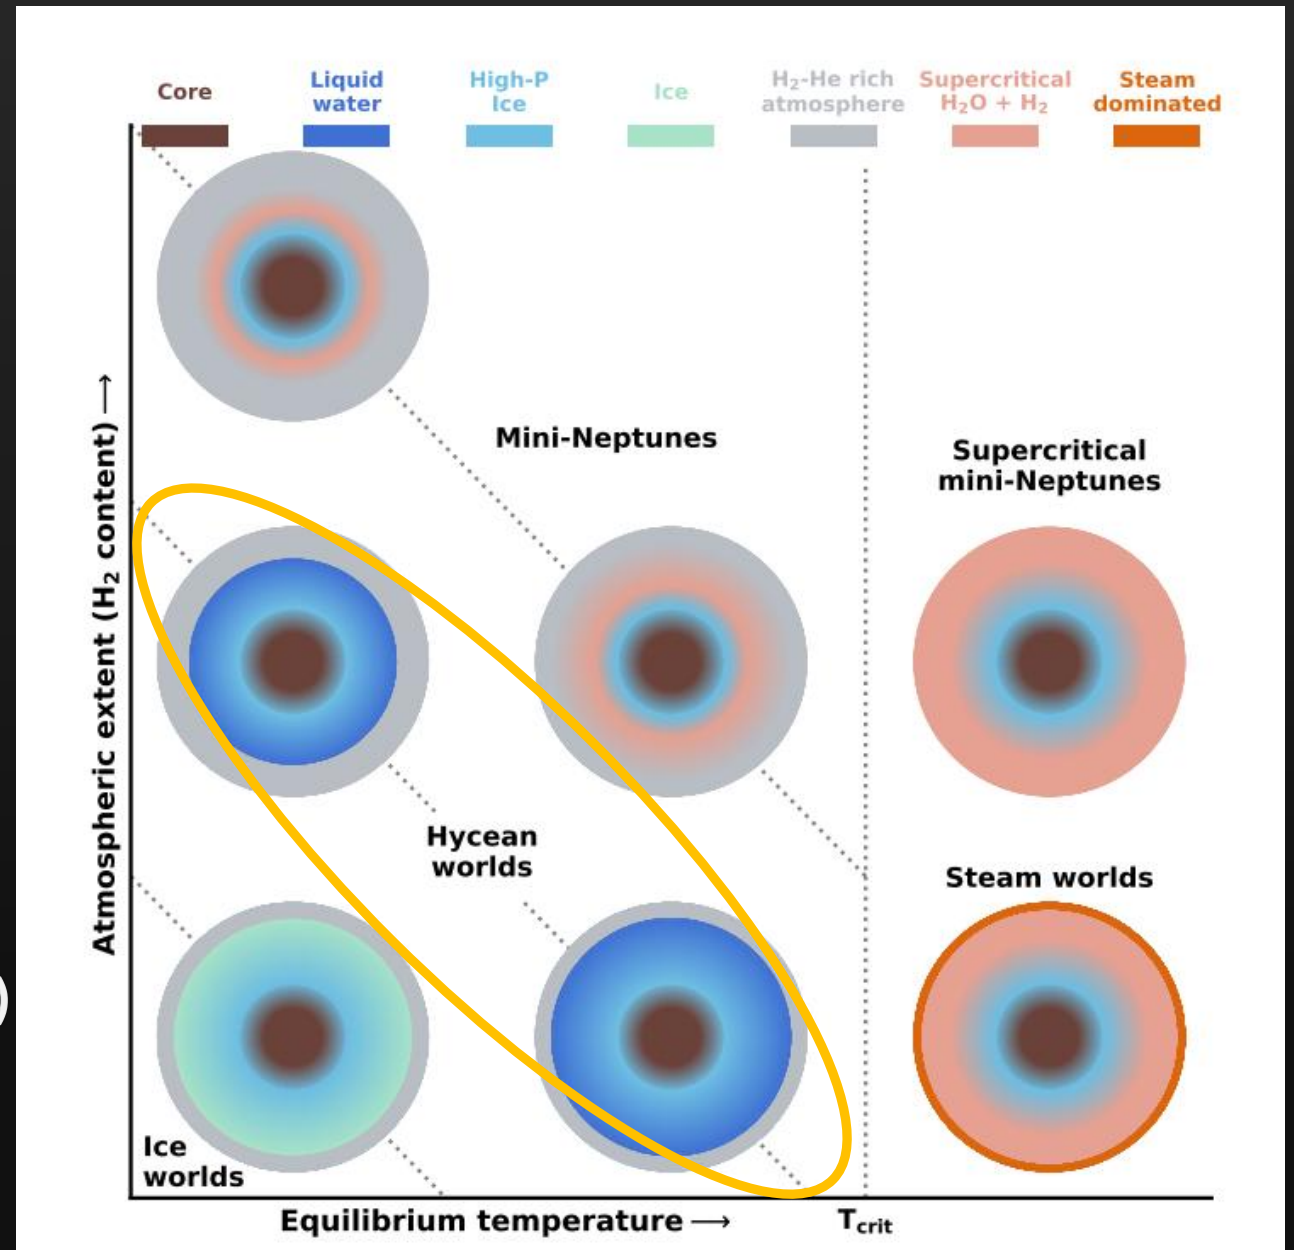 Core
Liquid
water
High-P
Ice
Ice
H₂-He rich
atmosphere
Supercritical
H₂O + H₂
Steam
dominated
Atmospheric extent (H₂ content) ⟶
Mini-Neptunes
Supercritical
mini-Neptunes
Hycean
worlds
Steam worlds
Ice
worlds
Equilibrium temperature ⟶
T_crit
)